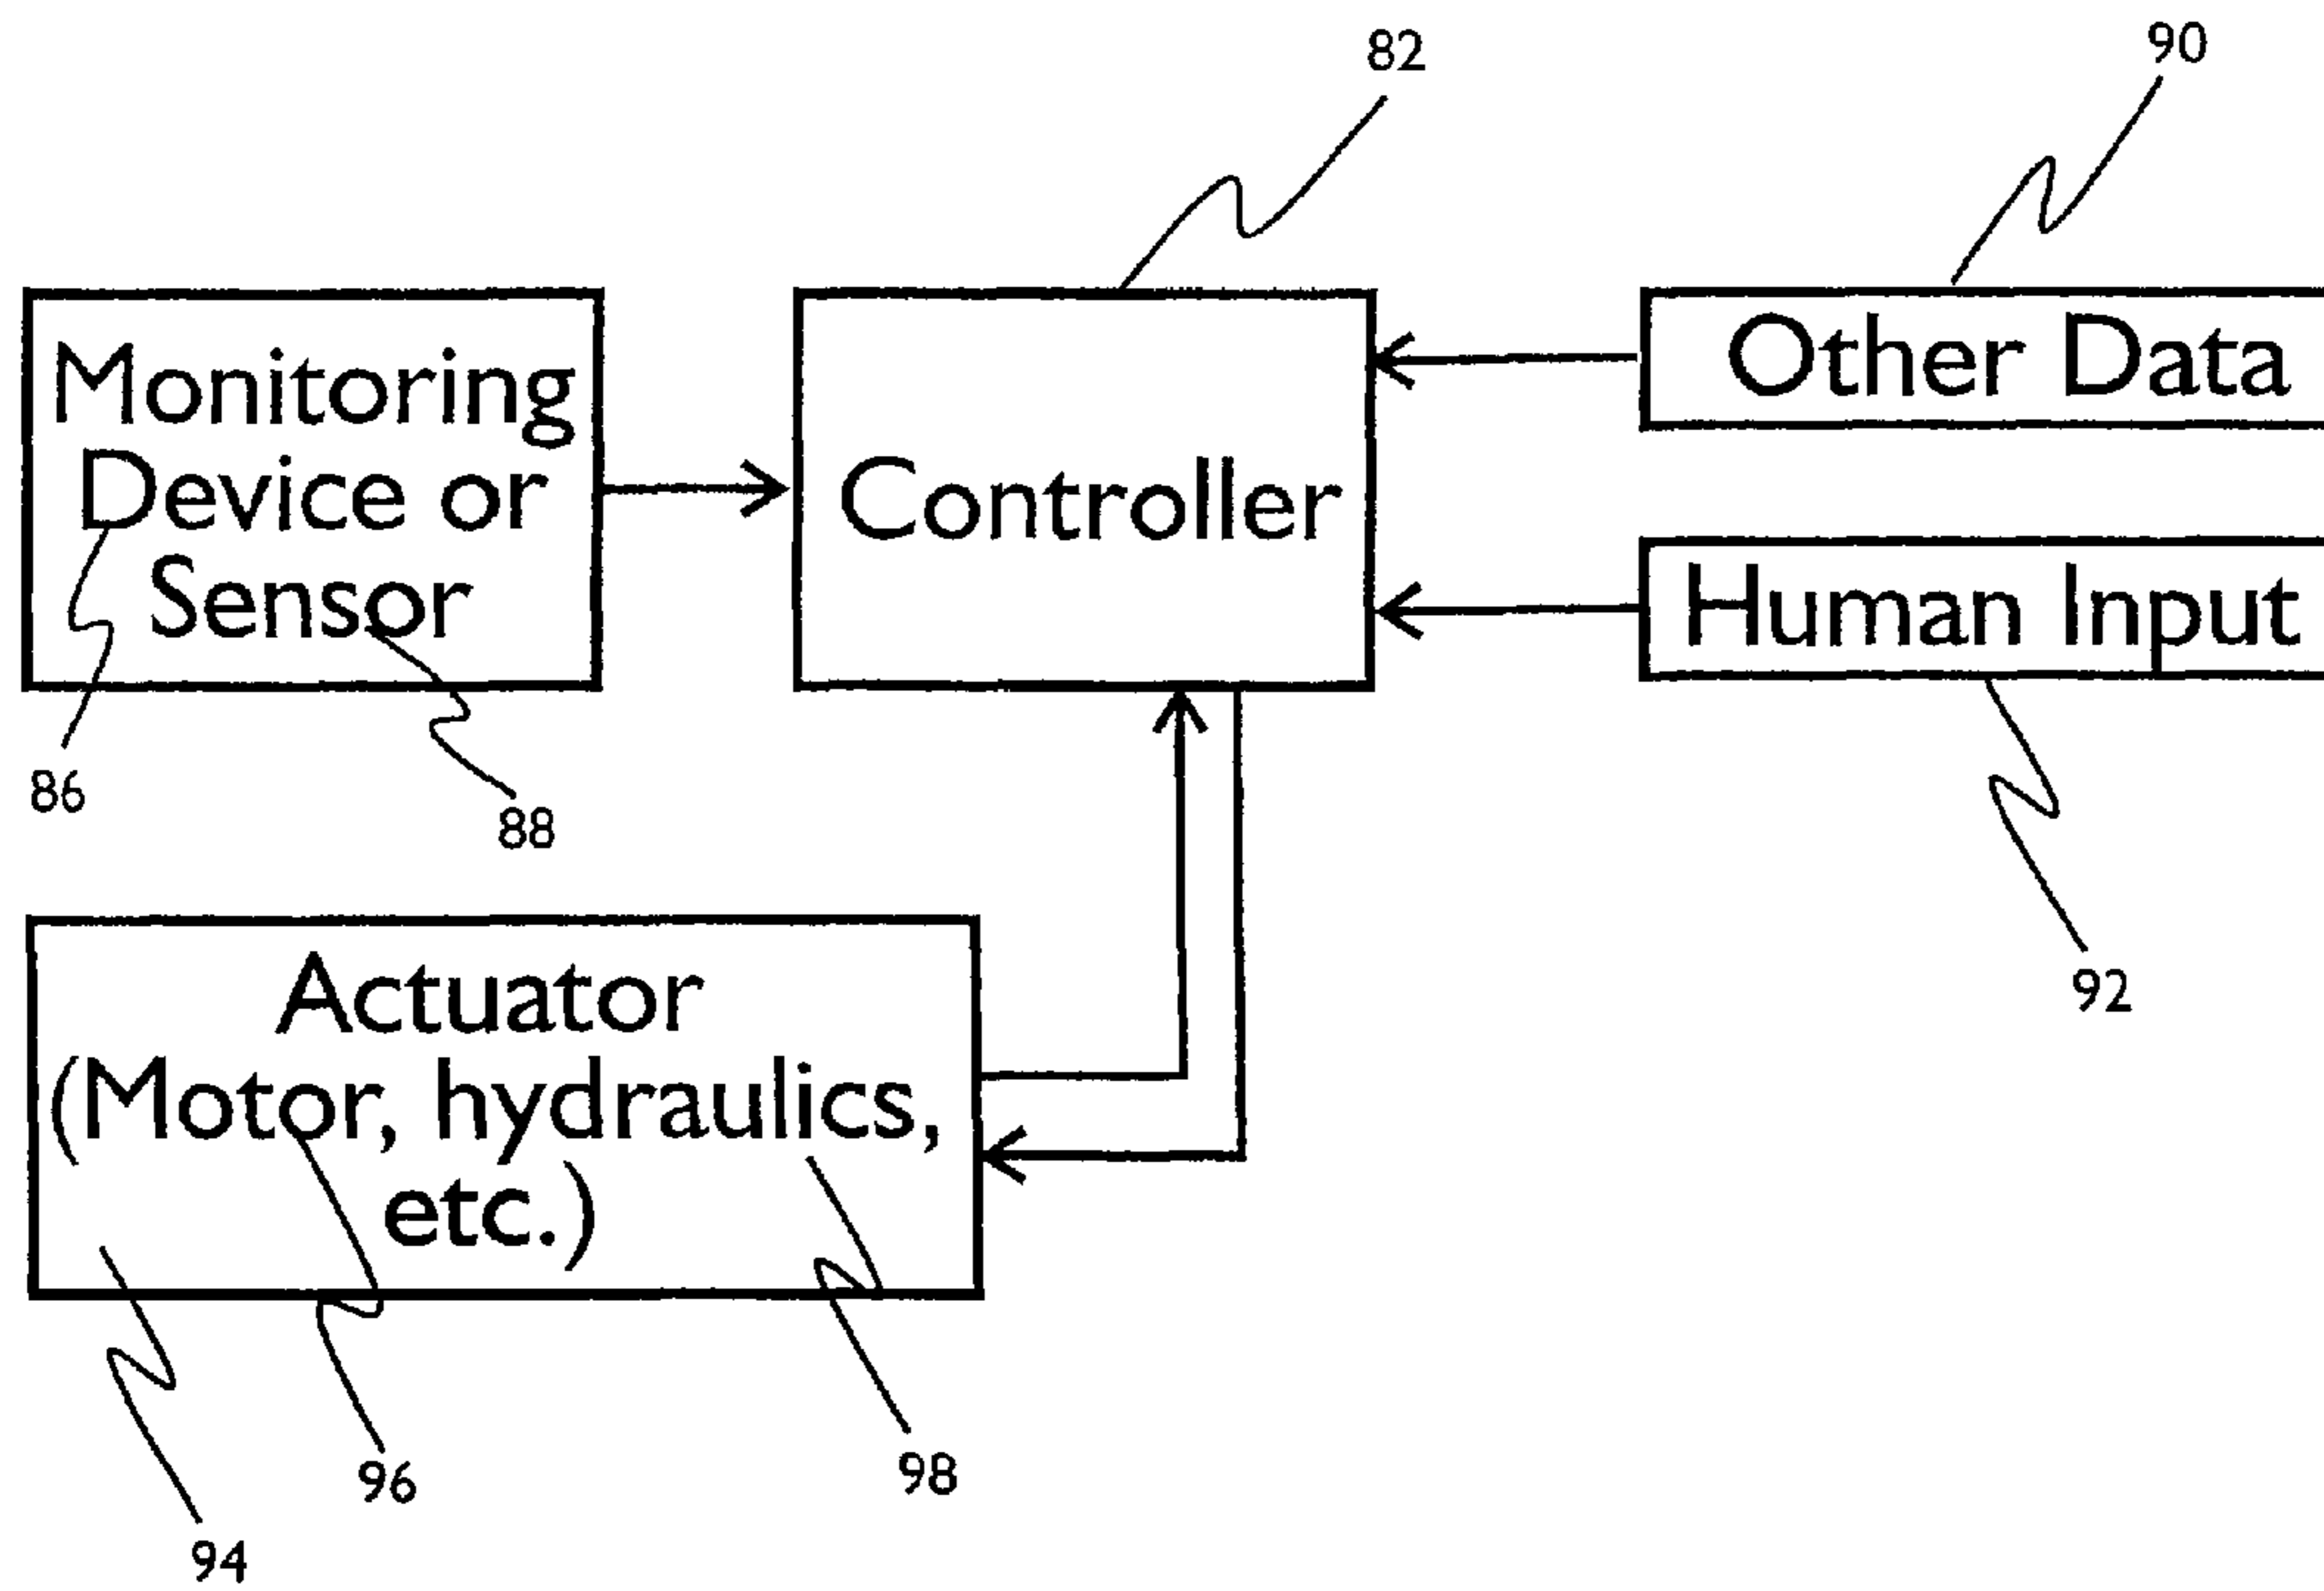 82
90
Monitoring
Device or
Sensor
Controller
Other Data
Human Input
86
88
92
Actuator
(Motor, hydraulics,
etc.)
96
98
94